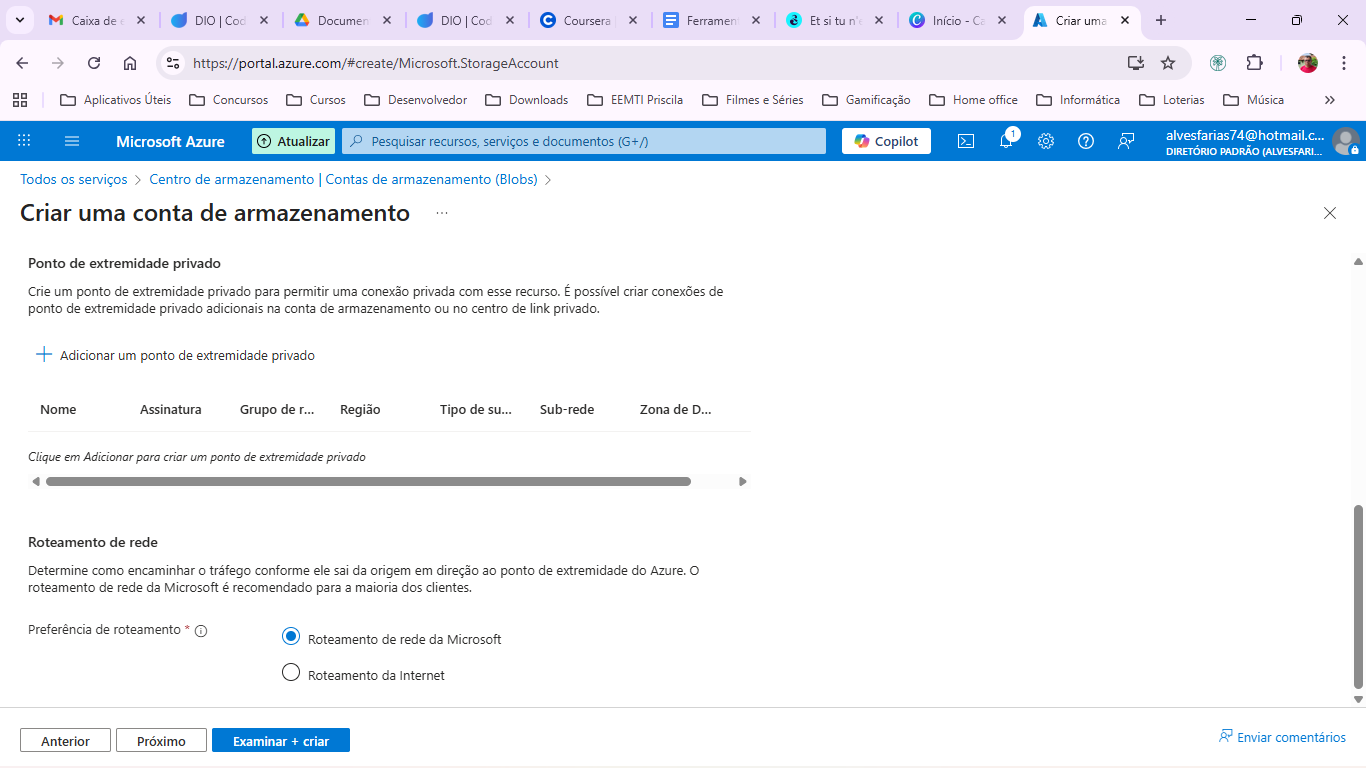 Caixa de e
DIO | Cod
Documen
DIO | Cod
Coursera
Ferrament
Et si tu n'e
Início - Ca
Criar uma
https://portal.azure.com/#create/Microsoft.StorageAccount
Aplicativos Úteis
Concursos
Cursos
Desenvolvedor
Downloads
EEMTI Priscila
Filmes e Séries
Gamificação
Home office
Informática
Loterias
Música
Microsoft Azure
Atualizar
Pesquisar recursos, serviços e documentos (G+/)
Copilot
1
alvesfarias74@hotmail.c...
DIRETÓRIO PADRÃO (ALVESFARI...
Todos os serviços > Centro de armazenamento | Contas de armazenamento (Blobs) >
Criar uma conta de armazenamento ...
Ponto de extremidade privado
Crie um ponto de extremidade privado para permitir uma conexão privada com esse recurso. É possível criar conexões de
ponto de extremidade privado adicionais na conta de armazenamento ou no centro de link privado.
Adicionar um ponto de extremidade privado
Nome Assinatura Grupo de r... Região Tipo de su... Sub-rede Zona de D...
Clique em Adicionar para criar um ponto de extremidade privado
Roteamento de rede
Determine como encaminhar o tráfego conforme ele sai da origem em direção ao ponto de extremidade do Azure. O
roteamento de rede da Microsoft é recomendado para a maioria dos clientes.
Preferência de roteamento *
Roteamento de rede da Microsoft
Roteamento da Internet
Anterior
Próximo
Examinar + criar
Enviar comentários